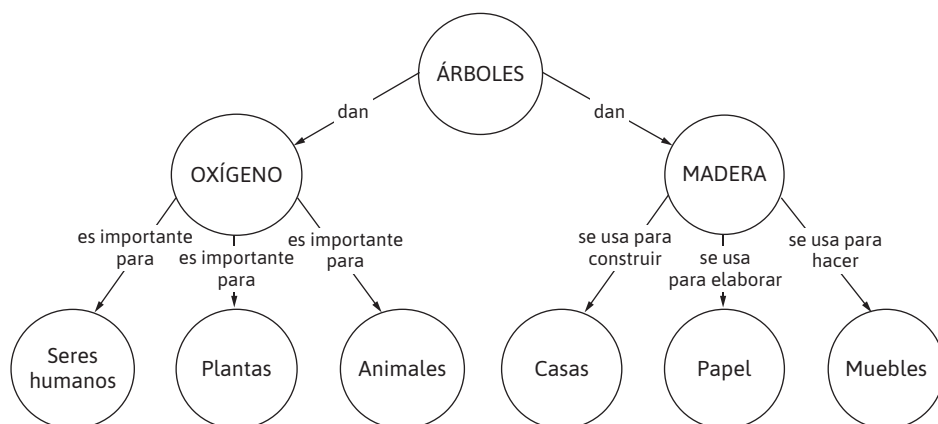 ÁRBOLES
dan
dan
OXÍGENO
MADERA
es importante
para
es importante
para
es importante
para
se usa para
construir
se usa
para elaborar
se usa para
hacer
Seres
humanos
Plantas
Animales
Casas
Papel
Muebles